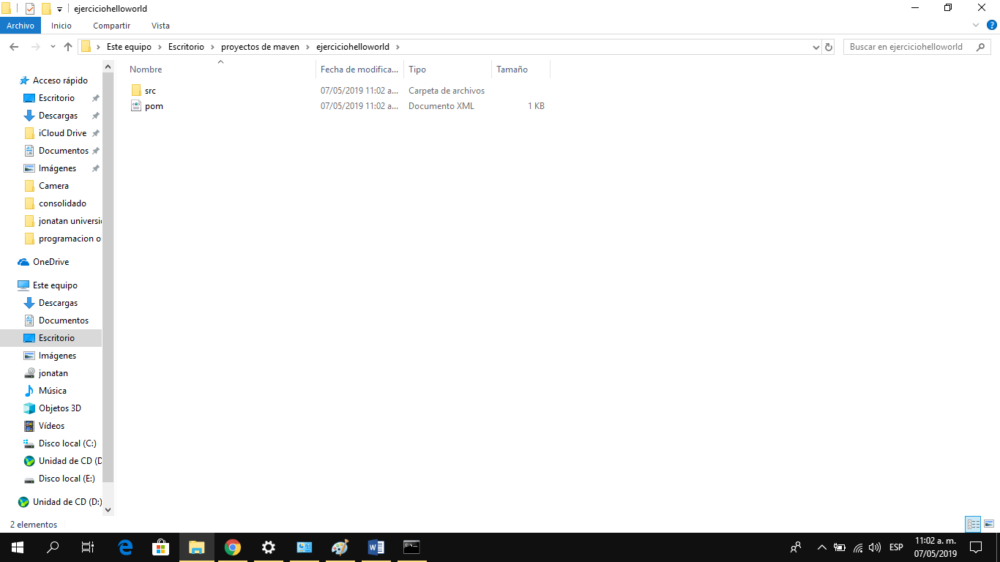 ejerciciohelloworld
Archivo Inicio Compartir Vista
Este equipo Escritorio proyectos de maven ejerciciohelloworld
Buscar en ejerciciohelloworld
Nombre Fecha de modifica... Tipo Tamaño
src 07/05/2019 11:02 a... Carpeta de archivos
pom 07/05/2019 11:02 a... Documento XML 1 KB
Acceso rápido
Escritorio
Descargas
iCloud Drive
Documentos
Imágenes
Camera
consolidado
jonatan universi
programacion o
OneDrive
Este equipo
Descargas
Documentos
Escritorio
Imágenes
jonatan
Música
Objetos 3D
Vídeos
Disco local (C:)
Unidad de CD (D
Disco local (E:)
Unidad de CD (D:)
2 elementos
ESP
11:02 a. m.
07/05/2019